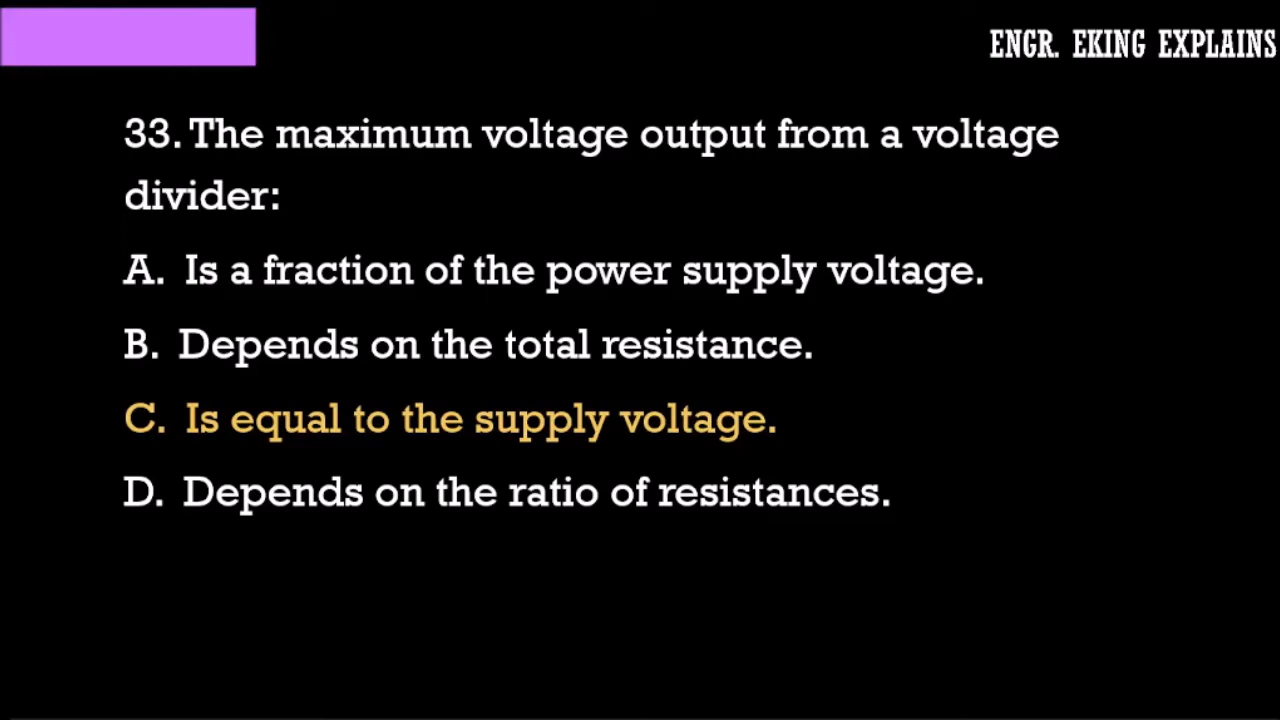 ENGR. EKING EXPLAINS
33. The maximum voltage output from a voltage
divider:
A. Is a fraction of the power supply voltage.
B. Depends on the total resistance.
C. Is equal to the supply voltage.
D. Depends on the ratio of resistances.